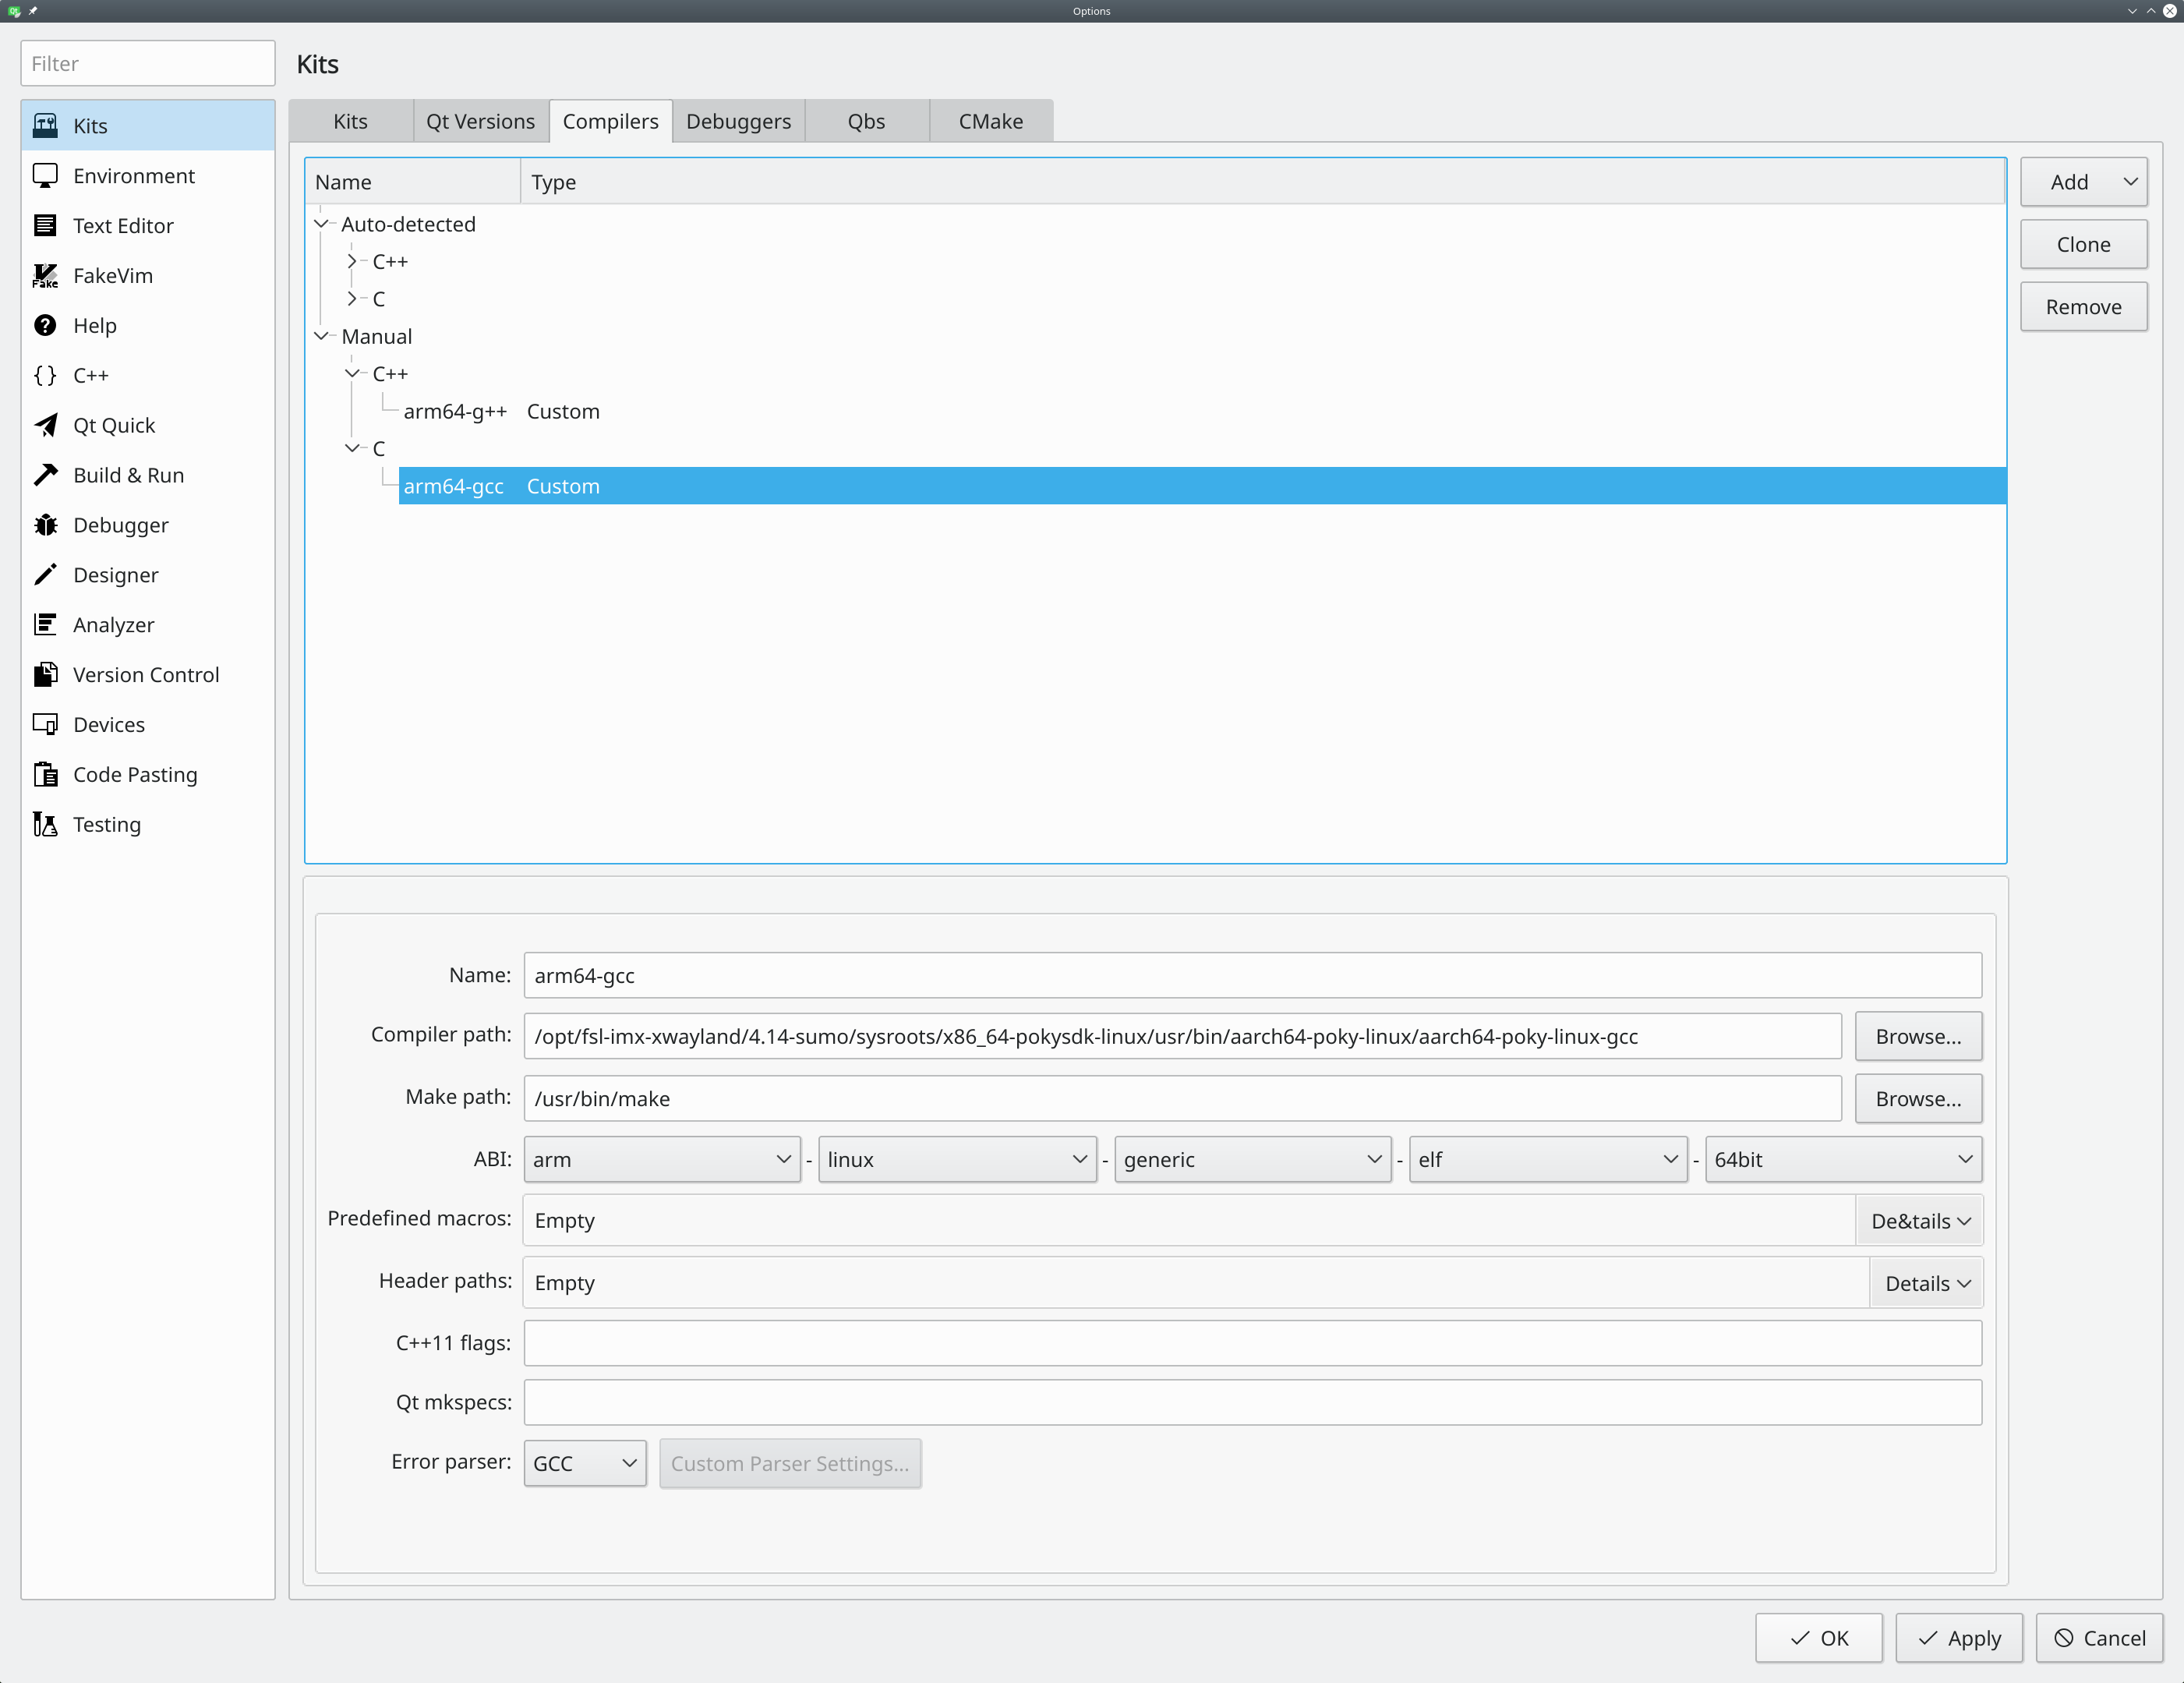 Options
Filter
Kits
Environment
Text Editor
FakeVim
Help
C++
Qt Quick
Build & Run
Debugger
Designer
Analyzer
Version Control
Devices
Code Pasting
Testing
Kits
Kits Qt Versions Compilers Debuggers Qbs CMake
Name Type
Auto-detected
C++
C
Manual
C++
arm64-g++ Custom
C
arm64-gcc Custom
Add
Clone
Remove
Name: arm64-gcc
Compiler path: /opt/fsl-imx-xwayland/4.14-sumo/sysroots/x86_64-pokysdk-linux/usr/bin/aarch64-poky-linux/aarch64-poky-linux-gcc Browse...
Make path: /usr/bin/make Browse...
ABI: arm - linux - generic - elf - 64bit
Predefined macros: Empty De&tails
Header paths: Empty Details
C++11 flags:
Qt mkspecs:
Error parser: GCC Custom Parser Settings...
OK Apply Cancel